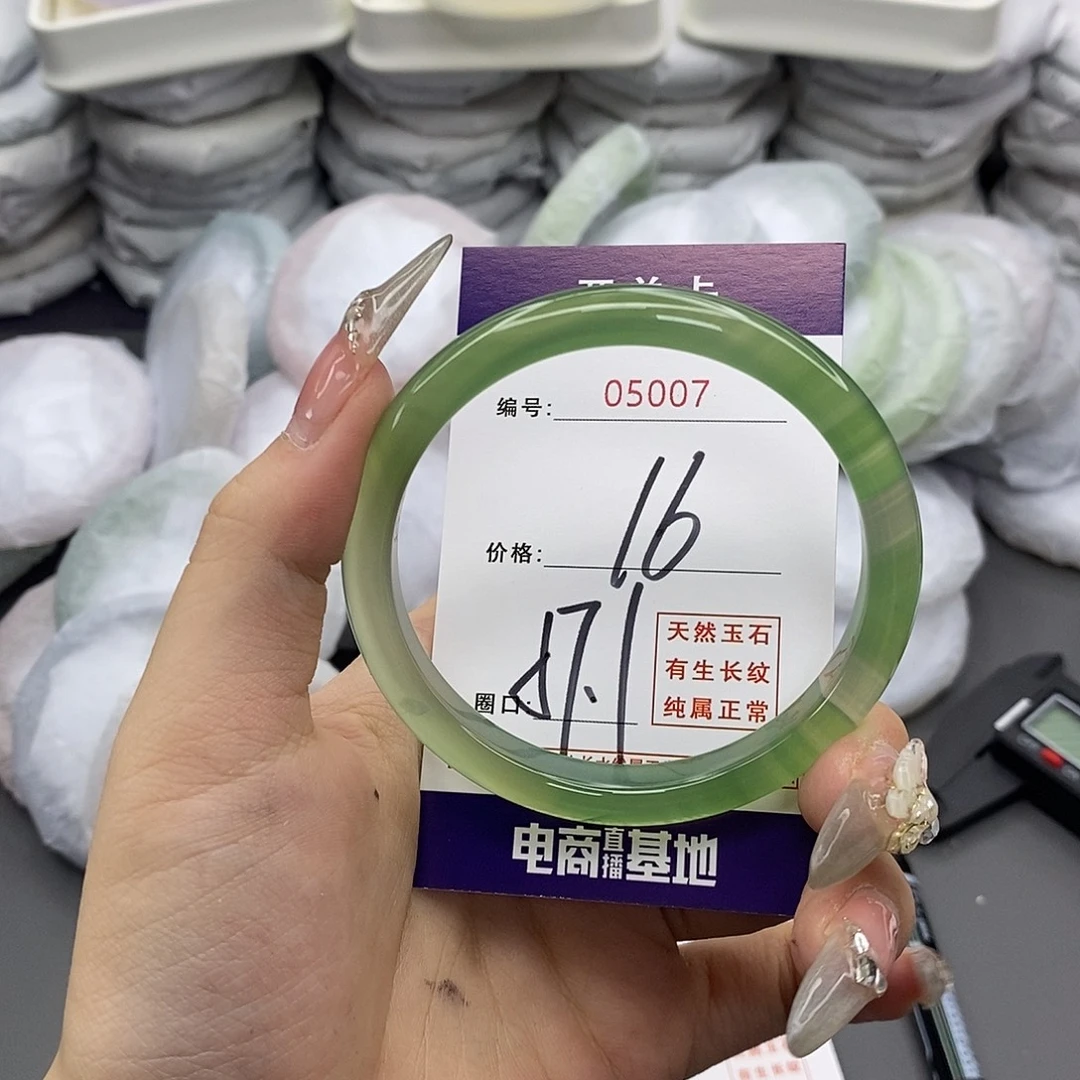 编号: 05007
价格: 16
圈口: 57.1
天然玉石
有生长纹
纯属正常
电商直播基地